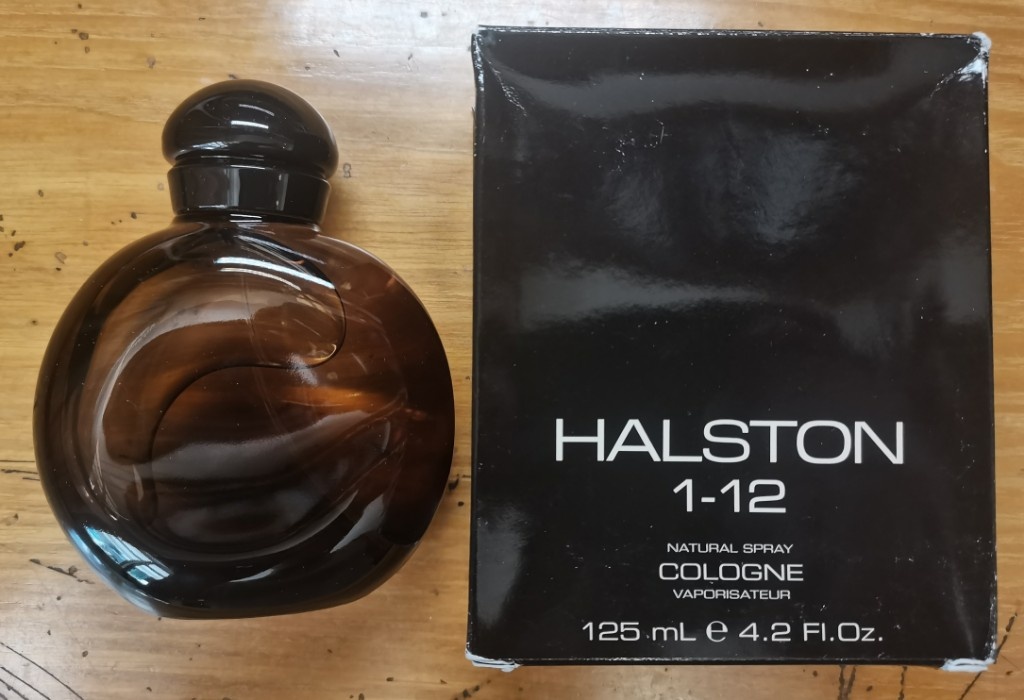 HALSTON
1-12
NATURAL SPRAY
COLOGNE
VAPORISATEUR
125 mL ℮ 4.2 Fl.Oz.